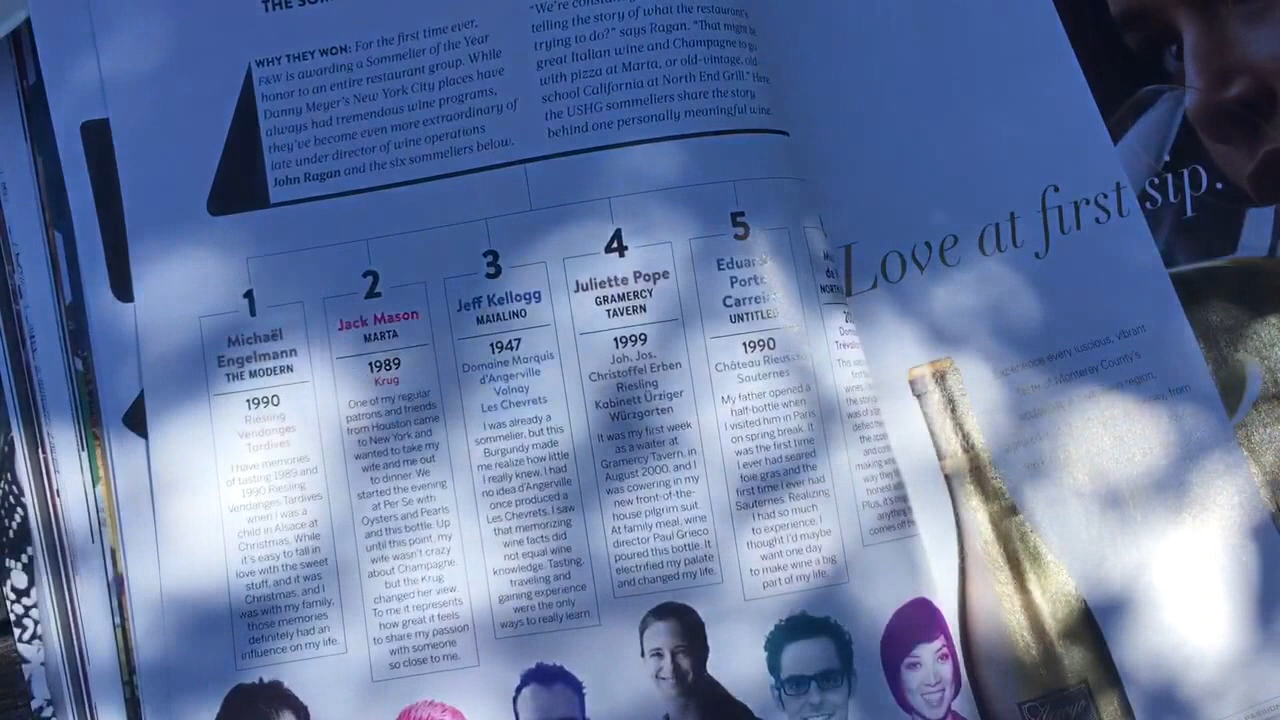 WHY THEY WON: For the first time ever,
F&W is awarding a Sommelier of the Year
honor to an entire restaurant group. While
Danny Meyer's New York City places have
always had tremendous wine programs,
they've become even more extraordinary of
late under director of wine operations
John Ragan and the six sommeliers below.
telling the story of what the restaurant's
trying to do?" says Ragan. "That might be
great Italian wine and Champagne to go
with pizza at Marta, or old-vintage, old-
school California at North End Grill." Here,
the USHG sommeliers share the story
behind one personally meaningful wine.
1
Michaël
Engelmann
THE MODERN
1990
Riesling
Vendanges
Tardives
I have memories
of tasting 1989 and
1990 Riesling
Vendanges Tardives
when I was a
child in Alsace at
Christmas. While
it's easy to fall in
love with the sweet
stuff, and it was
Christmas, and I
was with my family,
those memories
definitely had an
influence on my life.
2
Jack Mason
MARTA
1989
Krug
One of my regular
patrons and friends
from Houston came
to New York and
wanted to take my
wife and me out
to dinner. We
started the evening
at Per Se with
Oysters and Pearls
and this bottle. Up
until this point, my
wife wasn't crazy
about Champagne,
but the Krug
changed her view.
To me it represents
how great it feels
to share my passion
with someone
so close to me.
3
Jeff Kellogg
MAIALINO
1947
Domaine Marquis
d'Angerville
Volnay
Les Chevrets
I was already a
sommelier, but this
Burgundy made
me realize how little
I really knew. I had
no idea d'Angerville
once produced a
Les Chevrets. I saw
that memorizing
wine facts did
not equal wine
knowledge. Tasting,
traveling and
gaining experience
were the only
ways to really learn.
4
Juliette Pope
GRAMERCY
TAVERN
1999
Joh. Jos.
Christoffel Erben
Riesling
Kabinett Ürziger
Würzgarten
It was my first week
as a waiter at
Gramercy Tavern, in
August 2000, and I
was cowering in my
new front-of-the-
house pilgrim suit.
At family meal, wine
director Paul Grieco
poured this bottle. It
electrified my palate
and changed my life.
5
UNTITLED
1990
Château Rieussec
Sauternes
My father opened a
half-bottle when
I visited him in Paris
on spring break. It
was the first time
I ever had seared
foie gras and the
first time I ever had
Sauternes. Realizing
I had so much
to experience, I
thought I'd maybe
want one day
to make wine a big
part of my life.
Love at first sip.
every luscious, vibrant
Monterey County's
region,
from